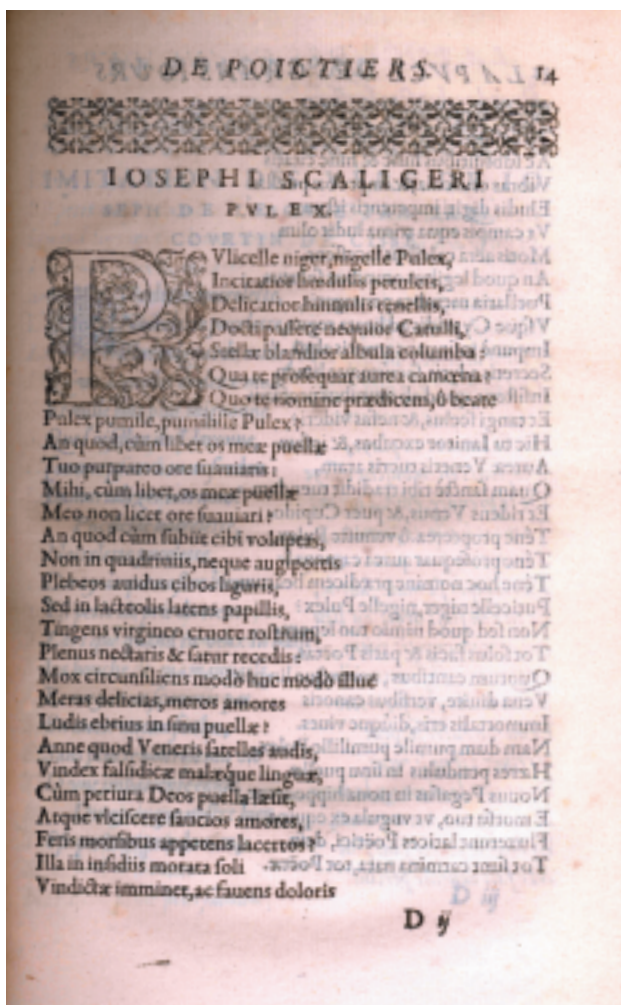 DE POICTIERS. 14
IOSEPHI SCALIGERI
PVLEX.
PVlicelle niger, nigelle Pulex,
Incitatior hœdulis petulcis,
Delicatior hinnulis tenellis,
Docti passere nequior Catulli,
Stellæ blandior albula columba:
Qua te prosequar aurea camœna?
Quo te nomine prædicem, ô beate
Pulex pumile, pumilille Pulex?
An quod, cùm liber os meæ puellæ
Tuo purpureo ore suauiaris:
Mihi, cùm liber, os meæ puellæ
Meo non licet ore suauiari?
An quod cùm subiit cibi voluptas,
Non in quadriuiis, neque angiportis
Plebeos auidus cibos liguris,
Sed in lacteolis latens papillis,
Tingens virgineo cruore rostrum,
Plenus nectaris & satur recedis?
Mox circunsiliens modò huc modò illuc
Meras delicias, meros amores
Ludis ebrius in sinu puellæ?
Anne quod Veneris satelles audis,
Vindex falsidicæ malæque linguæ,
Cùm periura Deos puella læsit,
Atque vlciscere saucios amores,
Feris morsibus appetens lacertos?
Illa in insidiis morata soli
Vindictæ imminet, ac fauens doloris
D ij